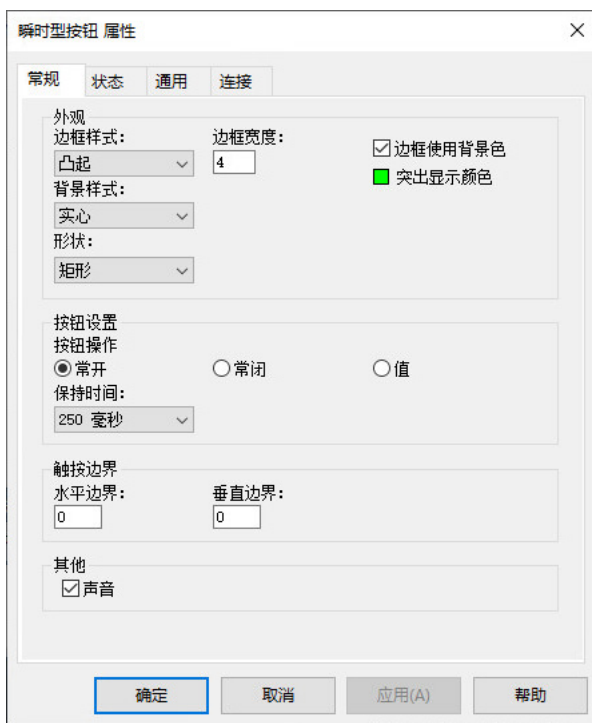 瞬时型按钮 属性
常规 状态 通用 连接
外观
边框样式: 边框宽度:
凸起 4 边框使用背景色
背景样式: 突出显示颜色
实心
形状:
矩形
按钮设置
按钮操作
常开 常闭 值
保持时间:
250 毫秒
触按边界
水平边界: 垂直边界:
0 0
其他
声音
确定 取消 应用(A) 帮助